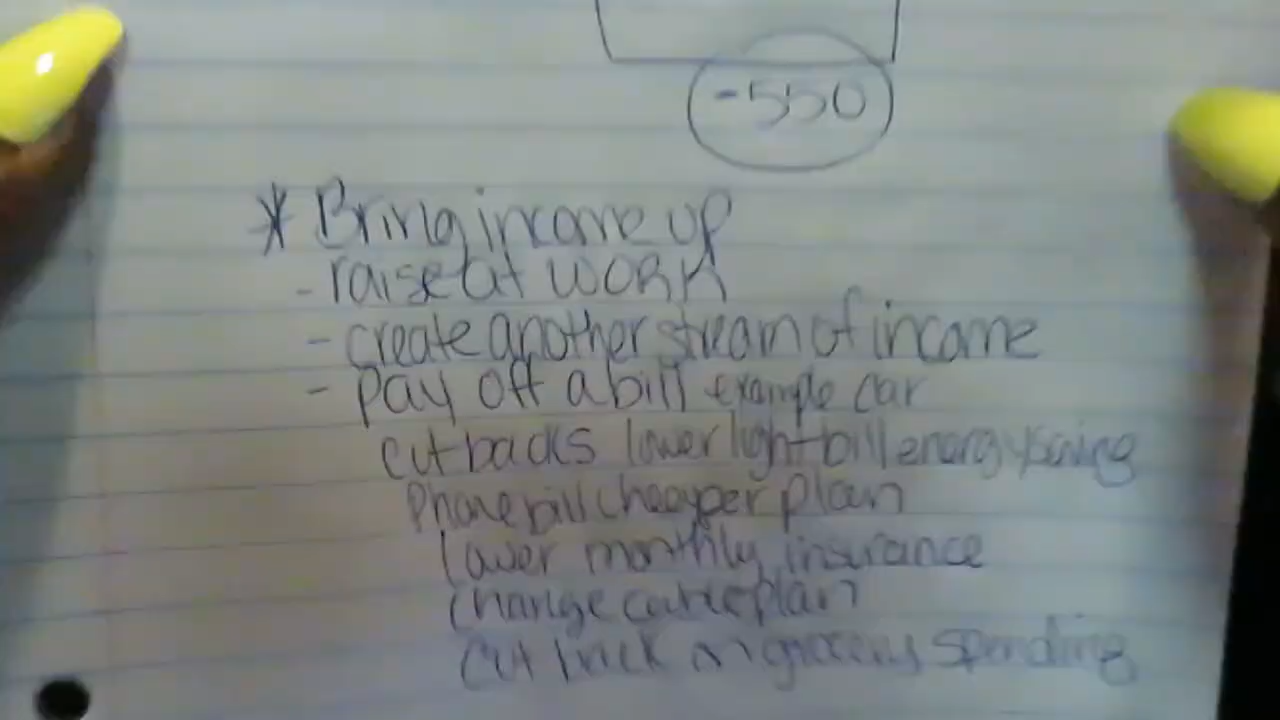 -550
* Bring income up
- raise at WORK
- create another stream of income
- pay off a bill example car
cut backs lower light bill energy saving
Phone bill cheaper plan
lower monthly insurance
change cable plan
cut back on grocery spending